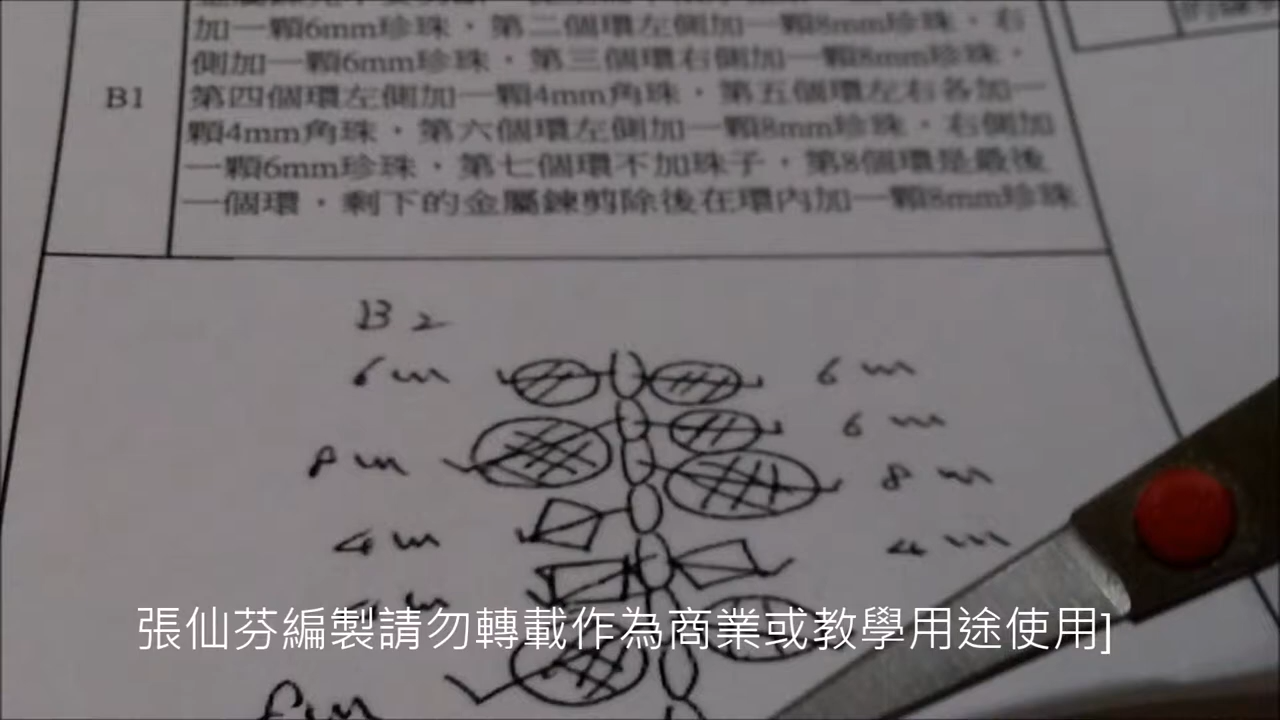 加一顆6mm珍珠，第二個環左側加一顆8mm珍珠，右
側加一顆6mm珍珠，第三個環右側加一顆8mm珍珠，
B1
第四個環左側加一顆4mm角珠，第五個環左右各加一
顆4mm角珠，第六個環左側加一顆8mm珍珠，右側加
一顆6mm珍珠，第七個環不加珠子，第8個環是最後
一個環，剩下的金屬鍊剪除後在環內加一顆8mm珍珠
B2
6m
6m
6m
8m
8m
4m
4m
張仙芬編製請勿轉載作為商業或教學用途使用]
8m